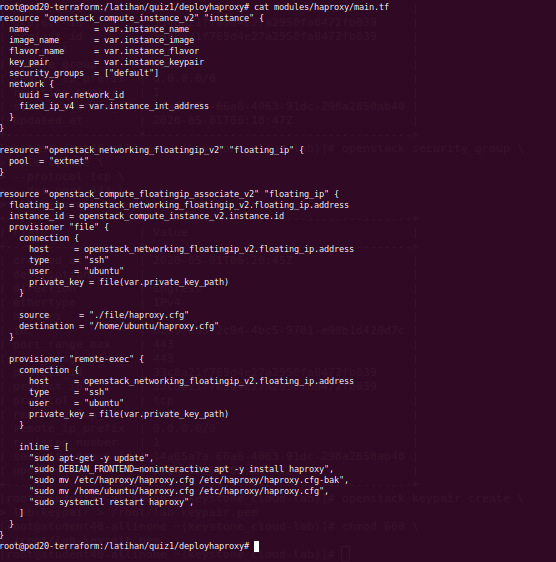 root@pod20-terraform:/latihan/quiz1/deployhaproxy# cat modules/haproxy/main.tf
resource "openstack_compute_instance_v2" "instance" {
  name             = var.instance_name
  image_name       = var.instance_image
  flavor_name      = var.instance_flavor
  key_pair         = var.instance_keypair
  security_groups  = ["default"]
  network {
    uuid = var.network_id
    fixed_ip_v4 = var.instance_int_address
  }
}

resource "openstack_networking_floatingip_v2" "floating_ip" {
  pool  = "extnet"
}

resource "openstack_compute_floatingip_associate_v2" "floating_ip" {
  floating_ip = openstack_networking_floatingip_v2.floating_ip.address
  instance_id = openstack_compute_instance_v2.instance.id
  provisioner "file" {
    connection {
      host     = openstack_networking_floatingip_v2.floating_ip.address
      type     = "ssh"
      user     = "ubuntu"
      private_key = file(var.private_key_path)
    }

    source      = "./file/haproxy.cfg"
    destination = "/home/ubuntu/haproxy.cfg"
  }

  provisioner "remote-exec" {
    connection {
      host     = openstack_networking_floatingip_v2.floating_ip.address
      type     = "ssh"
      user     = "ubuntu"
      private_key = file(var.private_key_path)
    }

    inline = [
      "sudo apt-get -y update",
      "sudo DEBIAN_FRONTEND=noninteractive apt -y install haproxy",
      "sudo mv /etc/haproxy/haproxy.cfg /etc/haproxy/haproxy.cfg-bak",
      "sudo mv /home/ubuntu/haproxy.cfg /etc/haproxy/haproxy.cfg",
      "sudo systemctl restart haproxy",
    ]
  }
}
root@pod20-terraform:/latihan/quiz1/deployhaproxy#